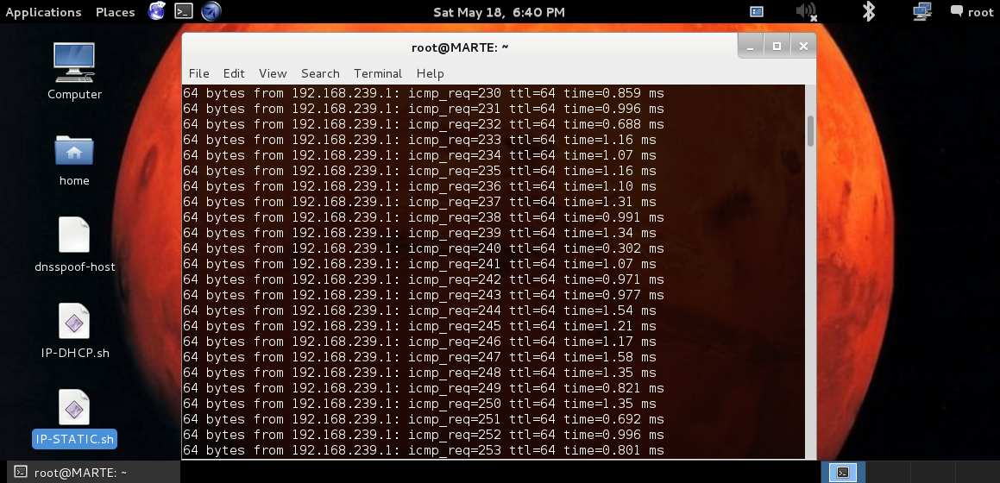 Applications Places Sat May 18, 6:40 PM root
root@MARTE: ~
File Edit View Search Terminal Help
64 bytes from 192.168.239.1: icmp_req=230 ttl=64 time=0.859 ms
64 bytes from 192.168.239.1: icmp_req=231 ttl=64 time=0.996 ms
64 bytes from 192.168.239.1: icmp_req=232 ttl=64 time=0.688 ms
64 bytes from 192.168.239.1: icmp_req=233 ttl=64 time=1.16 ms
64 bytes from 192.168.239.1: icmp_req=234 ttl=64 time=1.07 ms
64 bytes from 192.168.239.1: icmp_req=235 ttl=64 time=1.16 ms
64 bytes from 192.168.239.1: icmp_req=236 ttl=64 time=1.10 ms
64 bytes from 192.168.239.1: icmp_req=237 ttl=64 time=1.31 ms
64 bytes from 192.168.239.1: icmp_req=238 ttl=64 time=0.991 ms
64 bytes from 192.168.239.1: icmp_req=239 ttl=64 time=1.34 ms
64 bytes from 192.168.239.1: icmp_req=240 ttl=64 time=0.302 ms
64 bytes from 192.168.239.1: icmp_req=241 ttl=64 time=1.07 ms
64 bytes from 192.168.239.1: icmp_req=242 ttl=64 time=0.971 ms
64 bytes from 192.168.239.1: icmp_req=243 ttl=64 time=0.977 ms
64 bytes from 192.168.239.1: icmp_req=244 ttl=64 time=1.54 ms
64 bytes from 192.168.239.1: icmp_req=245 ttl=64 time=1.21 ms
64 bytes from 192.168.239.1: icmp_req=246 ttl=64 time=1.17 ms
64 bytes from 192.168.239.1: icmp_req=247 ttl=64 time=1.58 ms
64 bytes from 192.168.239.1: icmp_req=248 ttl=64 time=1.35 ms
64 bytes from 192.168.239.1: icmp_req=249 ttl=64 time=0.821 ms
64 bytes from 192.168.239.1: icmp_req=250 ttl=64 time=1.35 ms
64 bytes from 192.168.239.1: icmp_req=251 ttl=64 time=0.692 ms
64 bytes from 192.168.239.1: icmp_req=252 ttl=64 time=0.996 ms
64 bytes from 192.168.239.1: icmp_req=253 ttl=64 time=0.801 ms
Computer
home
dnsspoof-host
IP-DHCP.sh
IP-STATIC.sh
root@MARTE: ~